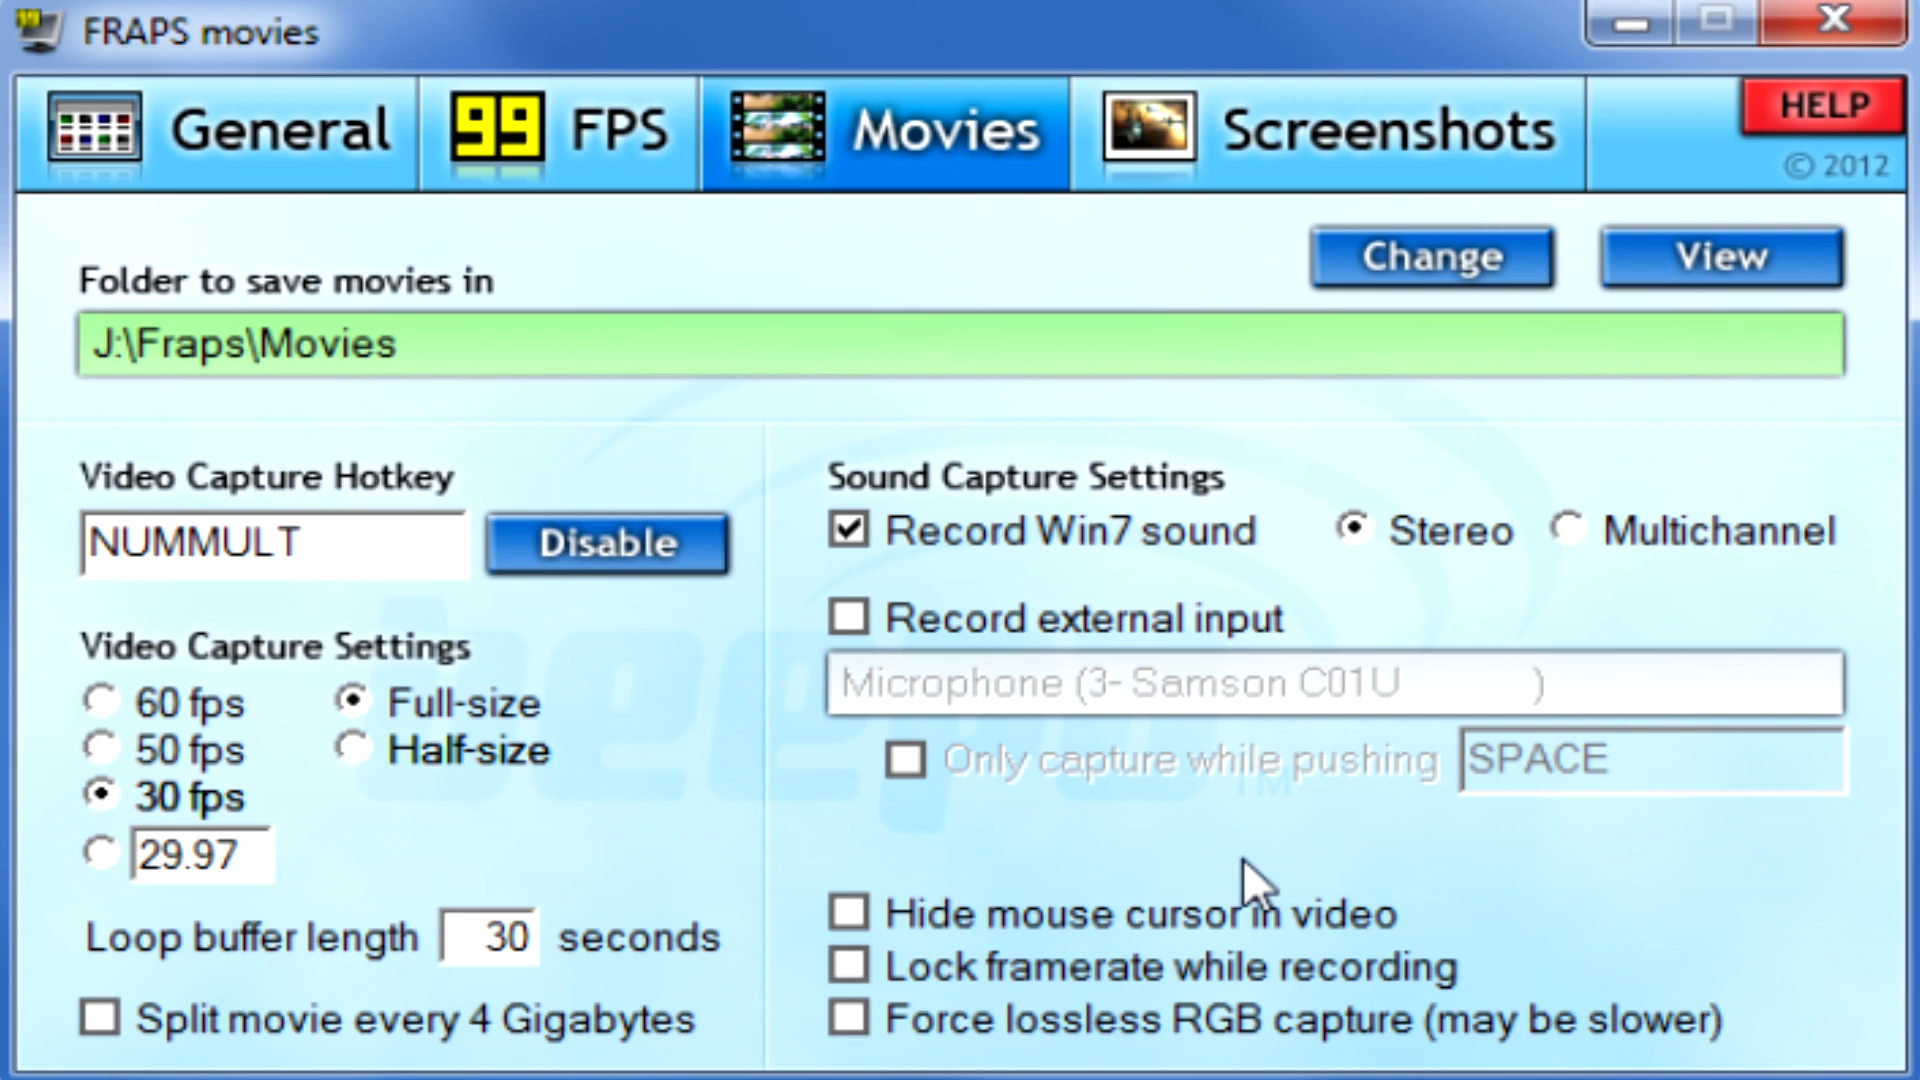 FRAPS movies
General
99
FPS
Movies
Screenshots
HELP
© 2012
Change
View
Folder to save movies in
J:\Fraps\Movies
Video Capture Hotkey
NUMMULT
Disable
Video Capture Settings
60 fps
Full-size
50 fps
Half-size
30 fps
29.97
Loop buffer length 30 seconds
Split movie every 4 Gigabytes
Sound Capture Settings
Record Win7 sound
Stereo
Multichannel
Record external input
Microphone (3- Samson C01U )
Only capture while pushing
SPACE
beepa TM
Hide mouse cursor in video
Lock framerate while recording
Force lossless RGB capture (may be slower)